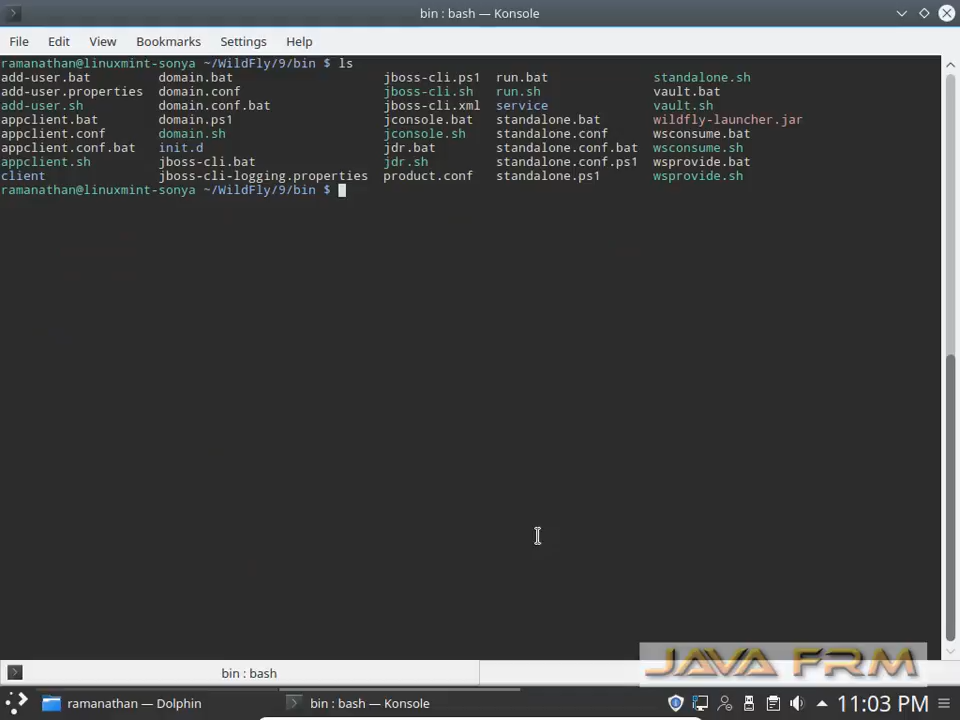 bin : bash — Konsole
File Edit View Bookmarks Settings Help
ramanathan@linuxmint-sonya ~/WildFly/9/bin $ ls
add-user.bat domain.bat jboss-cli.ps1 run.bat standalone.sh
add-user.properties domain.conf jboss-cli.sh run.sh vault.bat
add-user.sh domain.conf.bat jboss-cli.xml service vault.sh
appclient.bat domain.ps1 jconsole.bat standalone.bat wildfly-launcher.jar
appclient.conf domain.sh jconsole.sh standalone.conf wsconsume.bat
appclient.conf.bat init.d jdr.bat standalone.conf.bat wsconsume.sh
appclient.sh jboss-cli.bat jdr.sh standalone.conf.ps1 wsprovide.bat
client jboss-cli-logging.properties product.conf standalone.ps1 wsprovide.sh
ramanathan@linuxmint-sonya ~/WildFly/9/bin $
JAVA FRM
bin : bash
ramanathan — Dolphin bin : bash — Konsole 11:03 PM